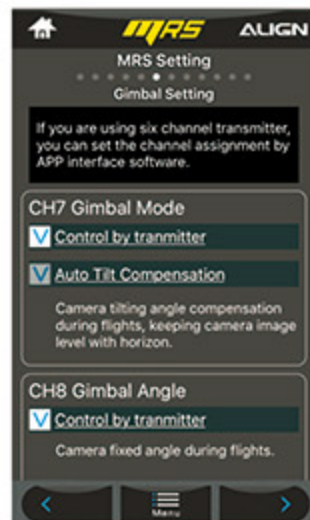 MRS ALIGN
MRS Setting
Gimbal Setting
If you are using six channel transmitter,
you can set the channel assignment by
APP interface software.
CH7 Gimbal Mode
Control by tranmitter
Auto Tilt Compensation
Camera tilting angle compensation
during flights, keeping camera image
level with horizon.
CH8 Gimbal Angle
Control by tranmitter
Camera fixed angle during flights.
Menu